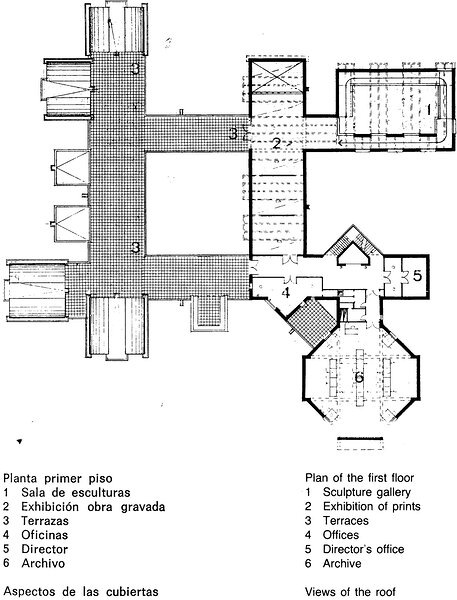 3
3
1
2
3
4
5
6
Planta primer piso
1 Sala de esculturas
2 Exhibición obra gravada
3 Terrazas
4 Oficinas
5 Director
6 Archivo
Aspectos de las cubiertas
Plan of the first floor
1 Sculpture gallery
2 Exhibition of prints
3 Terraces
4 Offices
5 Director's office
6 Archive
Views of the roof